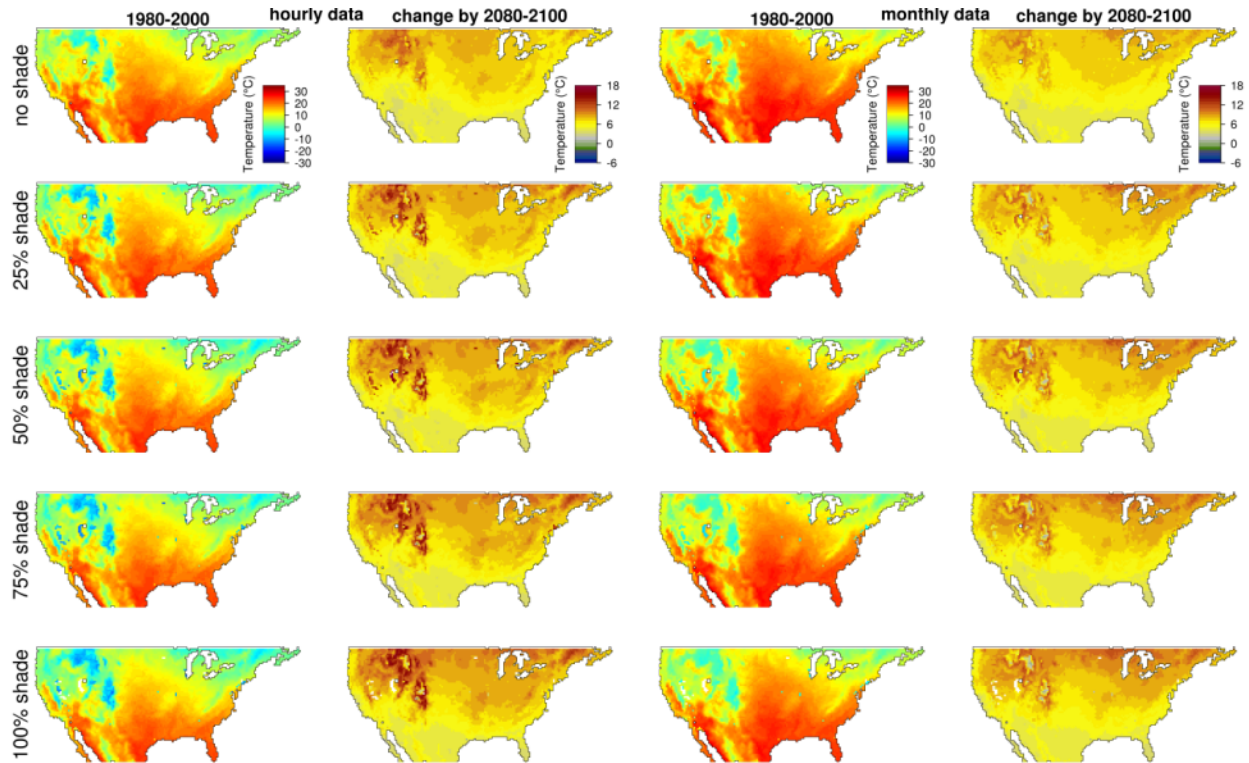 1980-2000 hourly data change by 2080-2100 1980-2000 monthly data change by 2080-2100
no shade
Temperature (°C)
30
20
10
0
-10
-20
-30
Temperature (°C)
18
12
6
0
-6
Temperature (°C)
30
20
10
0
-10
-20
-30
Temperature (°C)
18
12
6
0
-6
25% shade
50% shade
75% shade
100% shade